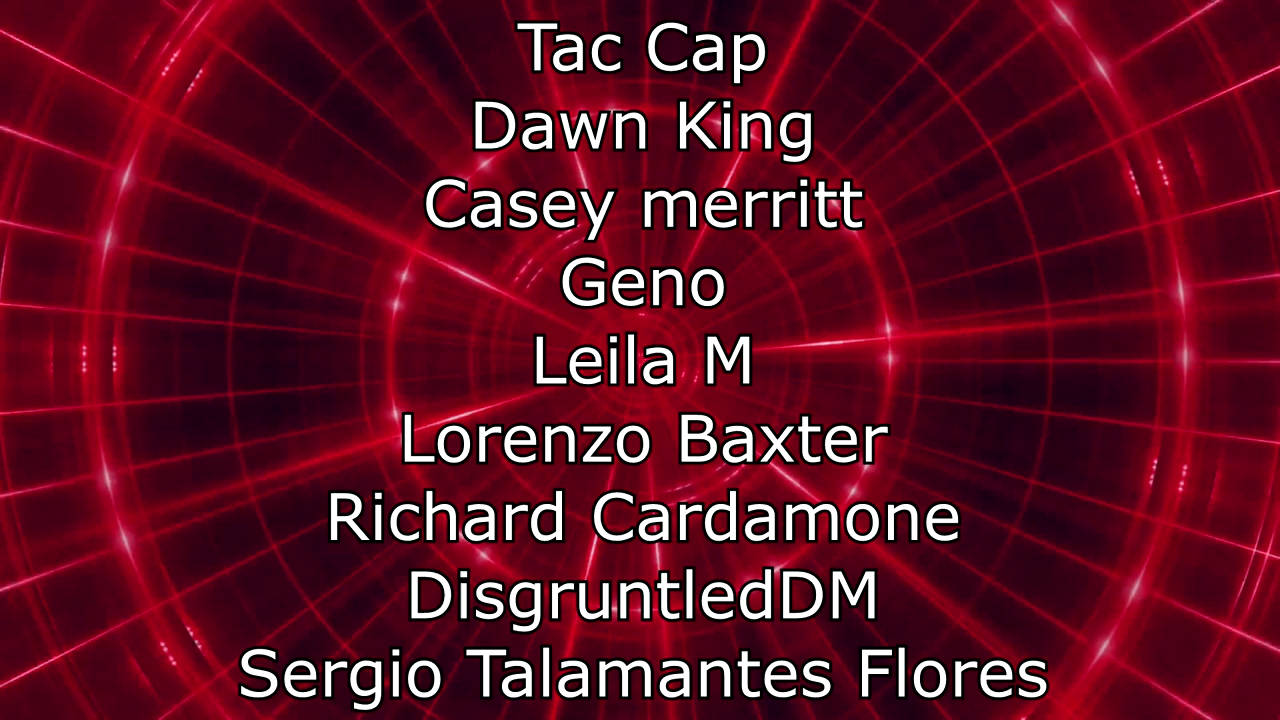 Tac Cap
Dawn King
Casey merritt
Geno
Leila M
Lorenzo Baxter
Richard Cardamone
DisgruntledDM
Sergio Talamantes Flores